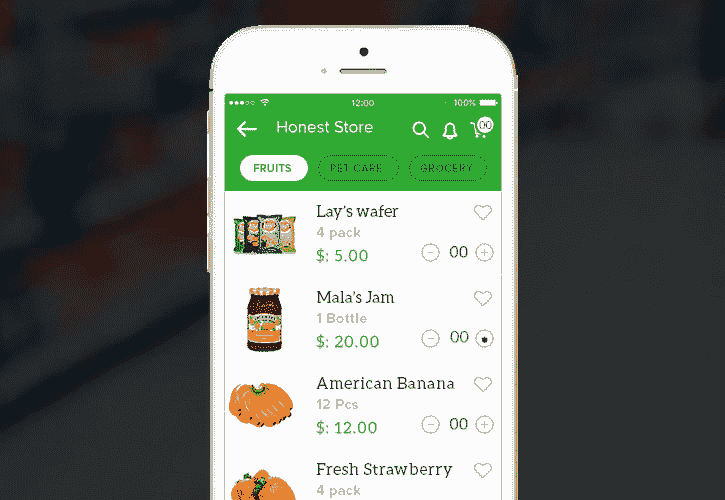 12:00
100%
Honest Store
00
FRUITS
PET CARE
GROCERY
Lay's wafer
4 pack
$: 5.00
00
Mala's Jam
1 Bottle
$: 20.00
00
American Banana
12 Pcs
$: 12.00
00
Fresh Strawberry
4 pack